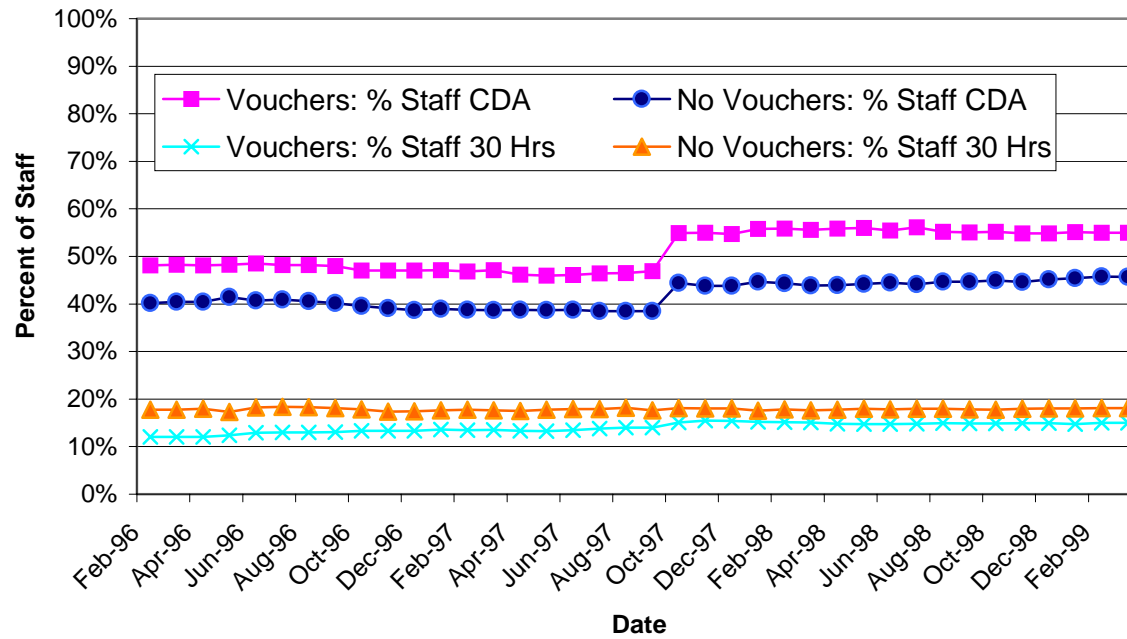 100%
90%
80%
70%
60%
50%
40%
30%
20%
10%
0%
Percent of Staff
Vouchers: % Staff CDA
No Vouchers: % Staff CDA
Vouchers: % Staff 30 Hrs
No Vouchers: % Staff 30 Hrs
Feb-96
Apr-96
Jun-96
Aug-96
Oct-96
Dec-96
Feb-97
Apr-97
Jun-97
Aug-97
Oct-97
Dec-97
Feb-98
Apr-98
Jun-98
Aug-98
Oct-98
Dec-98
Feb-99
Date